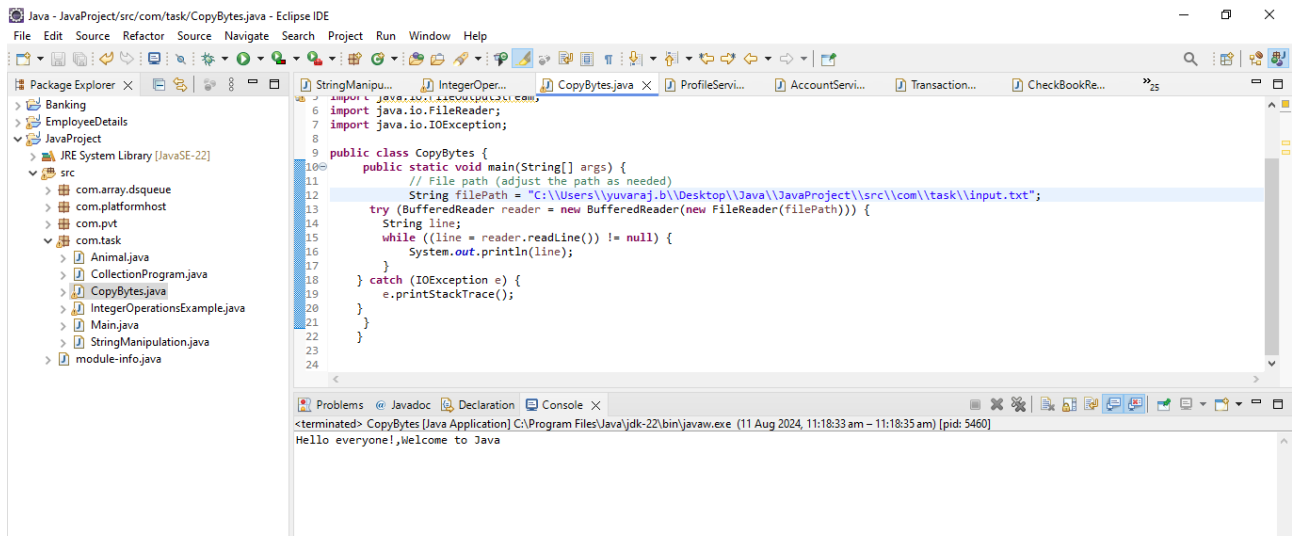 Java - JavaProject/src/com/task/CopyBytes.java - Eclipse IDE
File Edit Source Refactor Source Navigate Search Project Run Window Help
Package Explorer
Banking
EmployeeDetails
JavaProject
JRE System Library [JavaSE-22]
src
com.array.dsqueue
com.platformhost
com.pvt
com.task
Animal.java
CollectionProgram.java
CopyBytes.java
IntegerOperationsExample.java
Main.java
StringManipulation.java
module-info.java
StringManipu... IntegerOper... CopyBytes.java ProfileServi... AccountServi... Transaction... CheckBookRe... »25
5 import java.io.FileOutputStream;
6 import java.io.FileReader;
7 import java.io.IOException;
8
9 public class CopyBytes {
10 public static void main(String[] args) {
11 // File path (adjust the path as needed)
12 String filePath = "C:\\Users\\yuvaraj.b\\Desktop\\Java\\JavaProject\\src\\com\\task\\input.txt";
13 try (BufferedReader reader = new BufferedReader(new FileReader(filePath))) {
14 String line;
15 while ((line = reader.readLine()) != null) {
16 System.out.println(line);
17 }
18 } catch (IOException e) {
19 e.printStackTrace();
20 }
21 }
22 }
23
24
Problems @ Javadoc Declaration Console
<terminated> CopyBytes [Java Application] C:\Program Files\Java\jdk-22\bin\javaw.exe (11 Aug 2024, 11:18:33 am – 11:18:35 am) [pid: 5460]
Hello everyone!,Welcome to Java